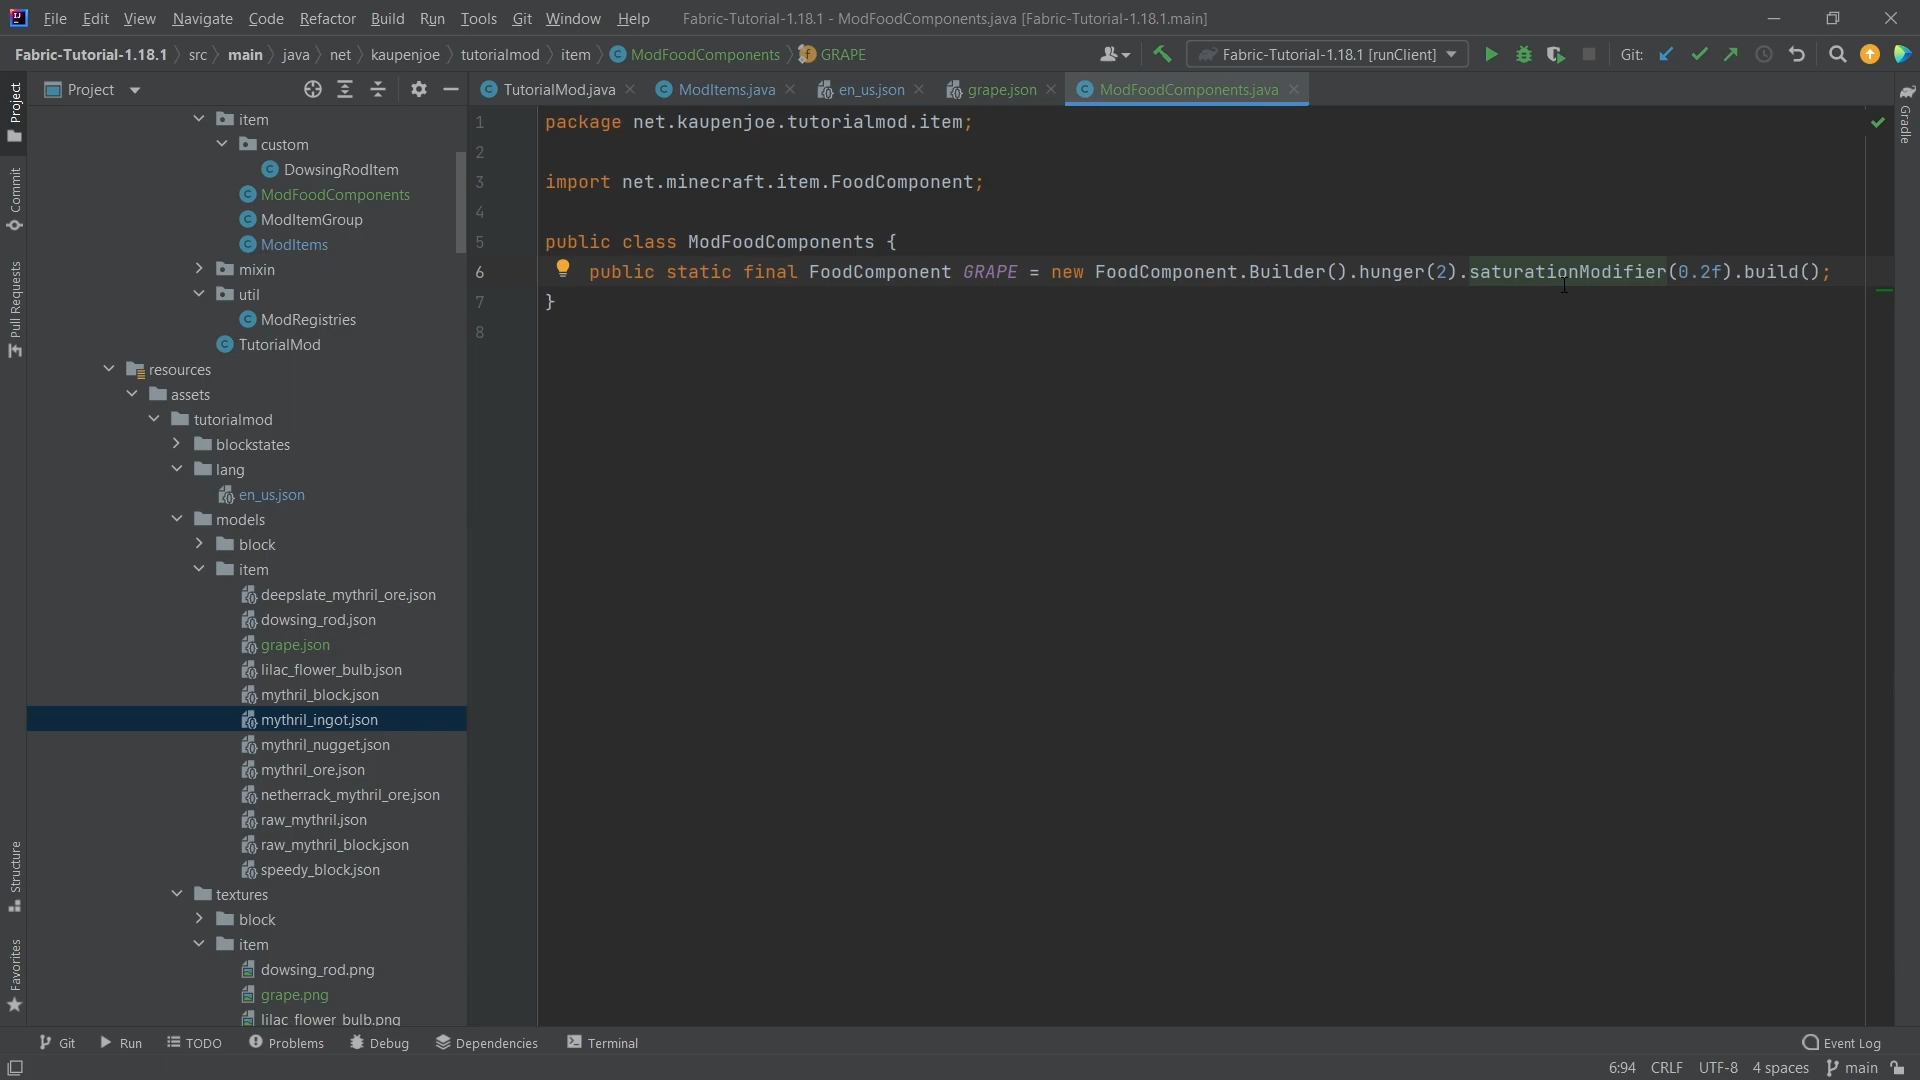 File Edit View Navigate Code Refactor Build Run Tools Git Window Help Fabric-Tutorial-1.18.1 - ModFoodComponents.java [Fabric-Tutorial-1.18.1.main]
Fabric-Tutorial-1.18.1 src main java net kaupenjoe tutorialmod item ModFoodComponents GRAPE Fabric-Tutorial-1.18.1 [runClient] Git:
Project
TutorialMod.java ModItems.java en_us.json grape.json ModFoodComponents.java
Project
Commit
Pull Requests
Structure
Favorites
Gradle
item
custom
DowsingRodItem
ModFoodComponents
ModItemGroup
ModItems
mixin
util
ModRegistries
TutorialMod
resources
assets
tutorialmod
blockstates
lang
en_us.json
models
block
item
deepslate_mythril_ore.json
dowsing_rod.json
grape.json
lilac_flower_bulb.json
mythril_block.json
mythril_ingot.json
mythril_nugget.json
mythril_ore.json
netherrack_mythril_ore.json
raw_mythril.json
raw_mythril_block.json
speedy_block.json
textures
block
item
dowsing_rod.png
grape.png
lilac_flower_bulb.png
1 package net.kaupenjoe.tutorialmod.item;
2
3 import net.minecraft.item.FoodComponent;
4
5 public class ModFoodComponents {
6 public static final FoodComponent GRAPE = new FoodComponent.Builder().hunger(2).saturationModifier(0.2f).build();
7 }
8
Git Run TODO Problems Debug Dependencies Terminal Event Log
6:94 CRLF UTF-8 4 spaces main